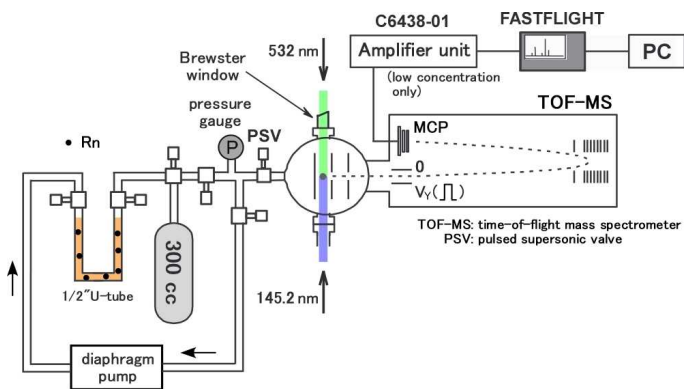 C6438-01
FASTFLIGHT
532 nm
Amplifier unit
PC
Brewster
window
(low concentration
only)
TOF-MS
pressure
gauge
PSV
MCP
P
• Rn
0
VY( )
TOF-MS: time-of-flight mass spectrometer
PSV: pulsed supersonic valve
300 cc
1/2"U-tube
145.2 nm
diaphragm
pump